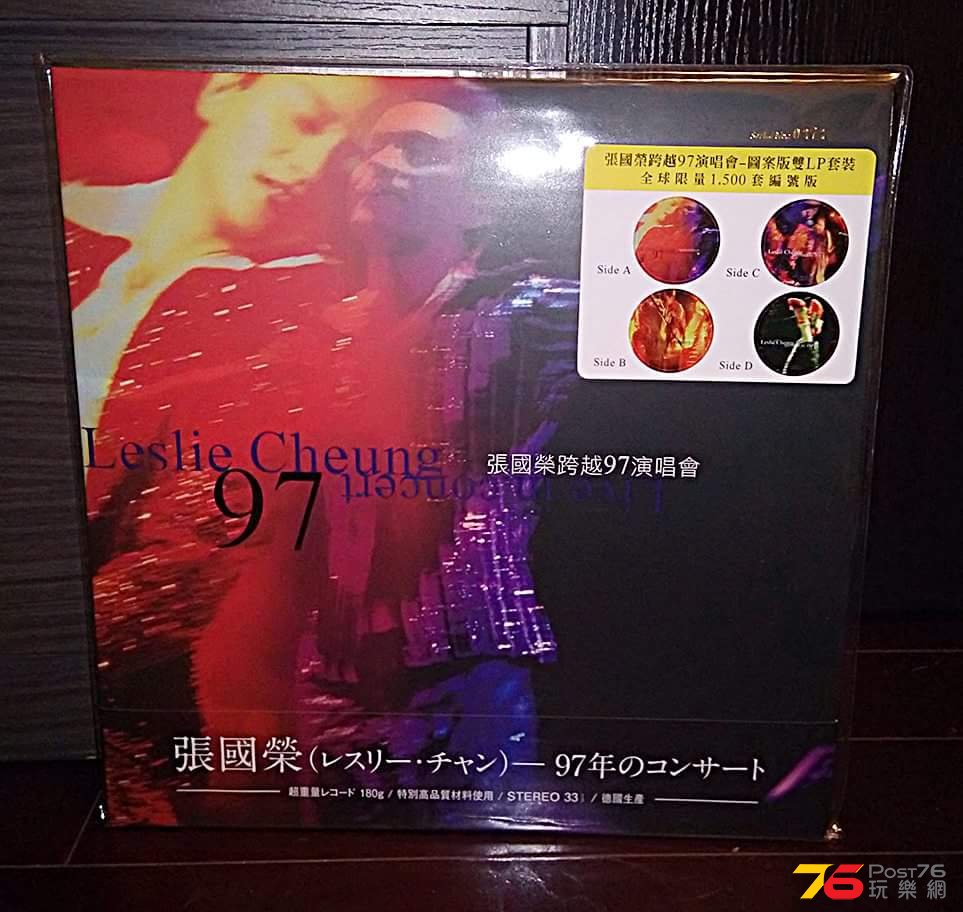 張國榮跨越97演唱會-圖案版雙LP套裝
全球限量1.500套編號版
Side A
Side C
Side B
Side D
Leslie Cheung
97
Live in Concert
張國榮跨越97演唱會
張國榮(レスリー・チャン)— 97年のコンサート
超重量レコード 180g / 特別高品質材料使用 / STEREO 33 / 德國生産
76 POST76
玩樂網